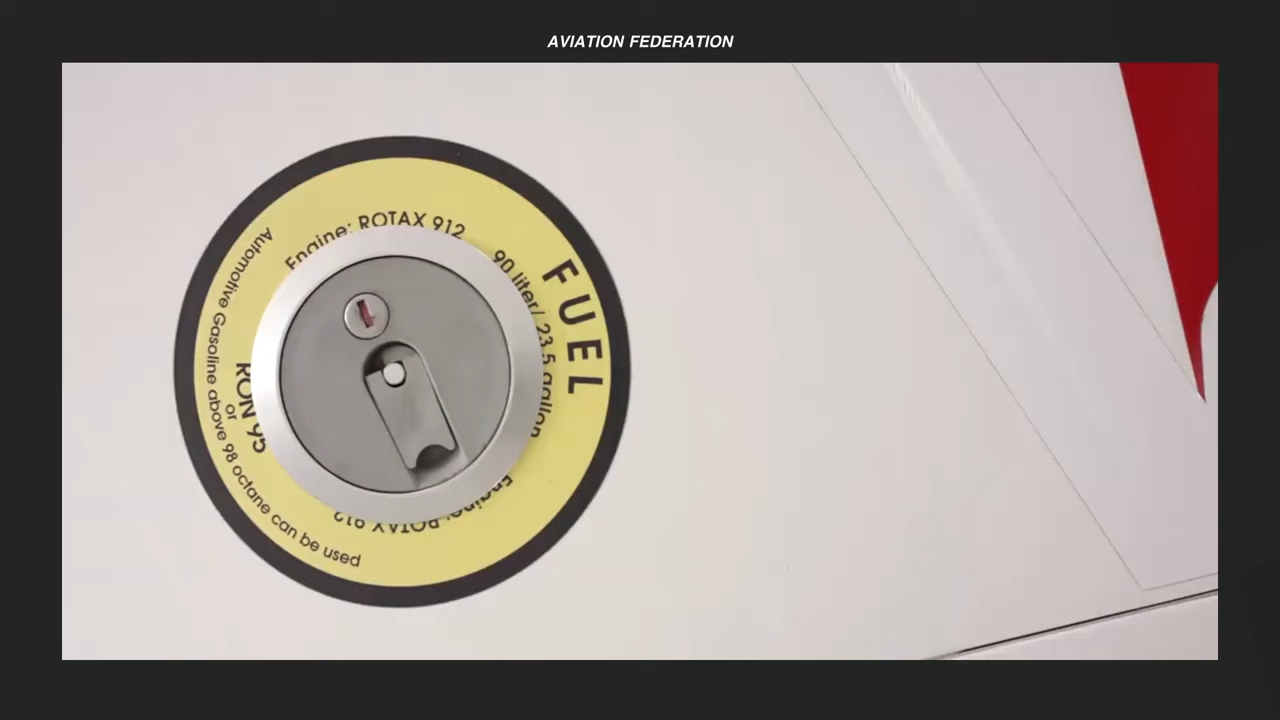 AVIATION FEDERATION
Engine: ROTAX 912
FUEL
90 liter/ 23.5 gallon
RON 95
or
Automotive Gasoline above 98 octane can be used
Engine: ROTAX 912